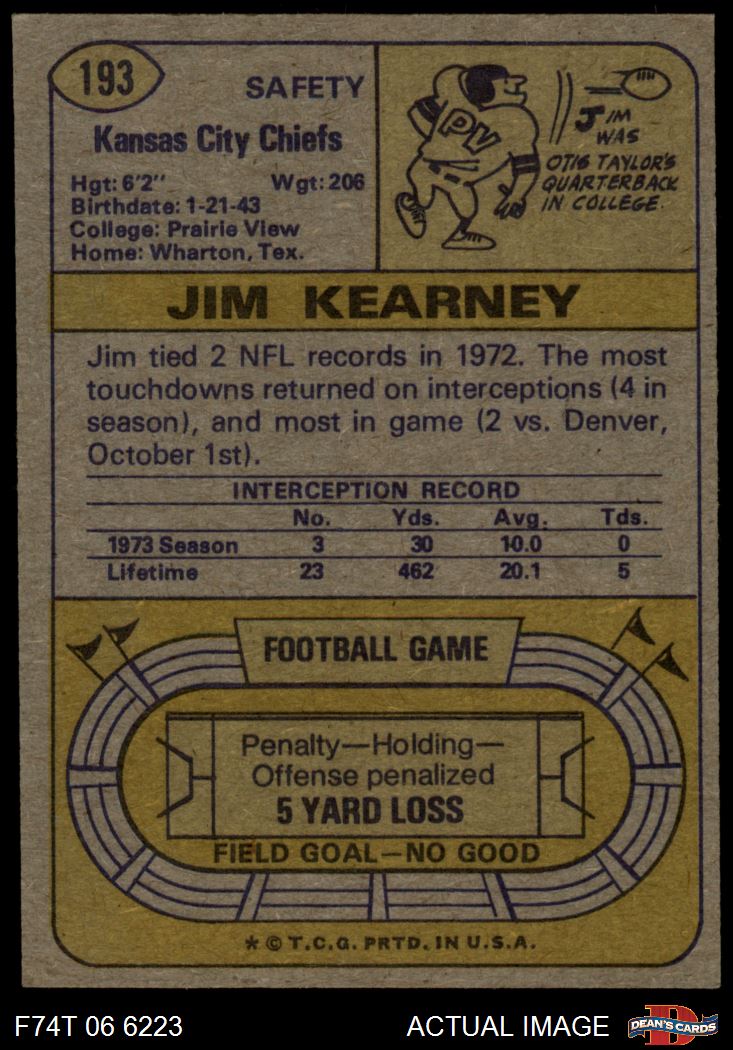 193
SAFETY
Kansas City Chiefs
Hgt: 6'2" Wgt: 206
Birthdate: 1-21-43
College: Prairie View
Home: Wharton, Tex.
PV
JIM
WAS
OTIS TAYLOR'S
QUARTERBACK
IN COLLEGE.
JIM KEARNEY
Jim tied 2 NFL records in 1972. The most
touchdowns returned on interceptions (4 in
season), and most in game (2 vs. Denver,
October 1st).
INTERCEPTION RECORD
No. Yds. Avg. Tds.
1973 Season 3 30 10.0 0
Lifetime 23 462 20.1 5
FOOTBALL GAME
Penalty—Holding—
Offense penalized
5 YARD LOSS
FIELD GOAL—NO GOOD
* © T.C.G. PRTD. IN U.S.A.
F74T 06 6223 ACTUAL IMAGE D DEAN'S CARDS